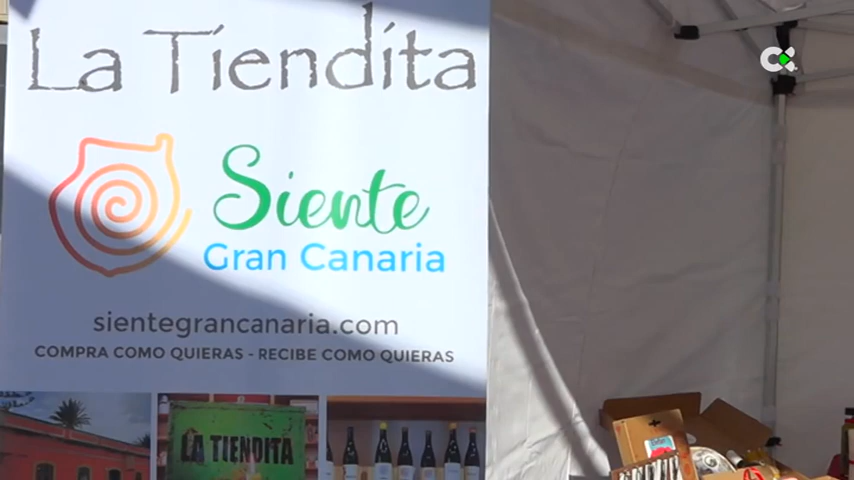 La Tiendita
Siente
Gran Canaria
sientegrancanaria.com
COMPRA COMO QUIERAS - RECIBE COMO QUIERAS
LA TIENDITA